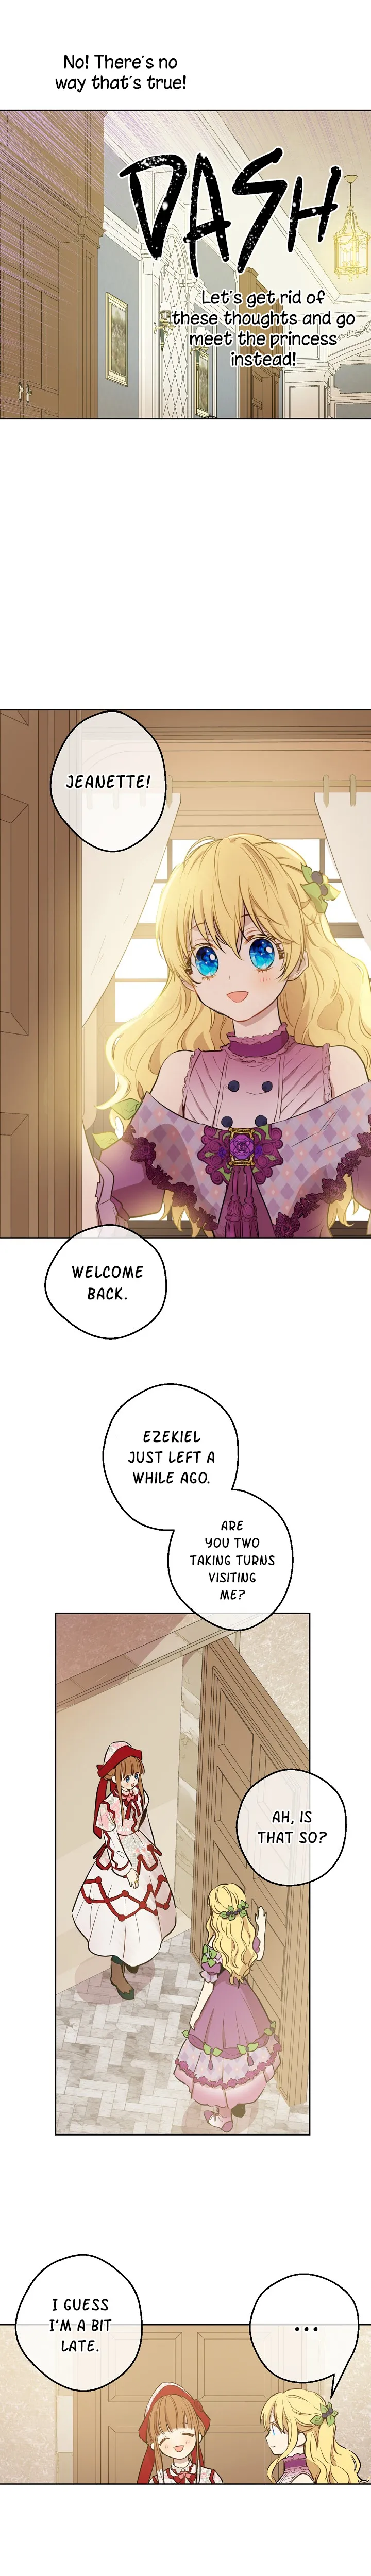 No! There's no
way that's true!
DASH
Let's get rid of
these thoughts and go
meet the princess
instead!
JEANETTE!
WELCOME
BACK.
EZEKIEL
JUST LEFT A
WHILE AGO.
ARE
YOU TWO
TAKING TURNS
VISITING
ME?
AH, IS
THAT SO?
I GUESS
I'M A BIT
LATE.
...